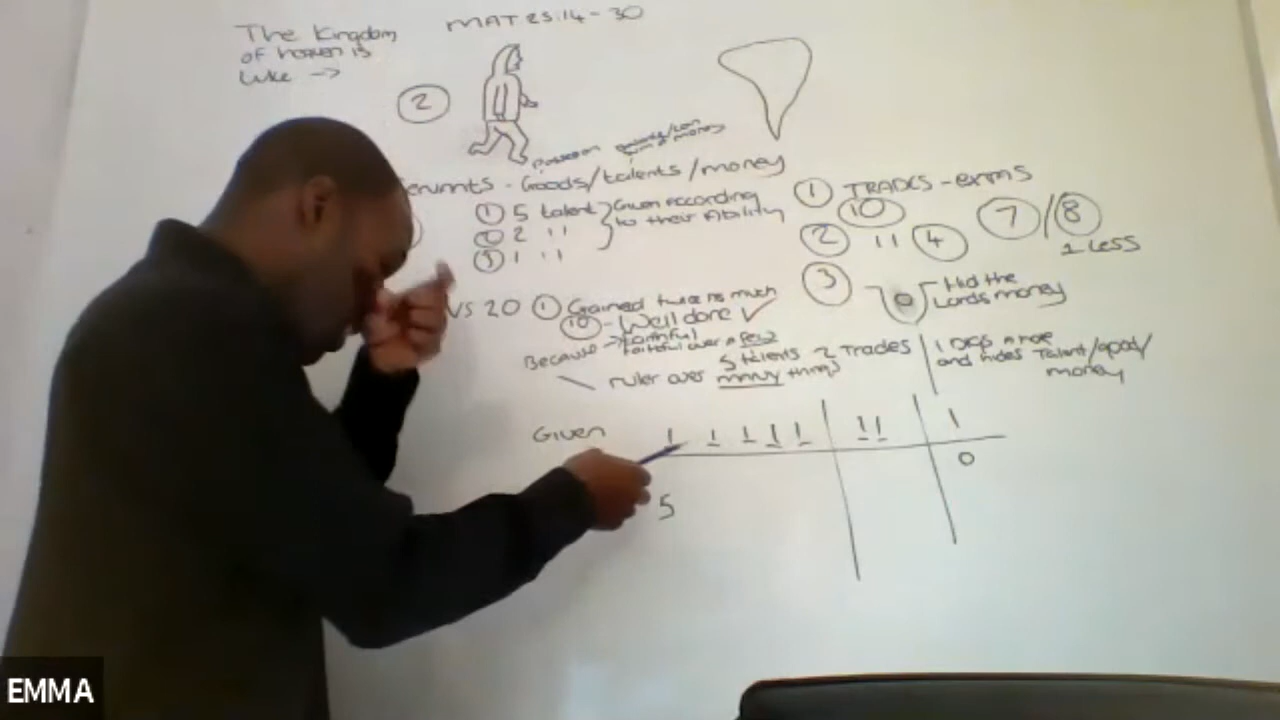 The Kingdom
of heaven is
like →
MAT 25:14-30
2
Goods/talents/money
1 5 talent
2 2 ''
3 1 ''
Given according
to their Ability
1 TRADES - earns
10
2 '' 4
7 / 8
1 Less
3
0
Hid the
Lords money
VS 20 1 Gained twice as much
10 - Well done ✓
Because → faithful
faithful over a few
5 talents 2 Trades
ruler over many things
1 Digs a hole
and hides Talent/good/
money
Given 1 1 1 1 1 1 1 1
0
5
EMMA